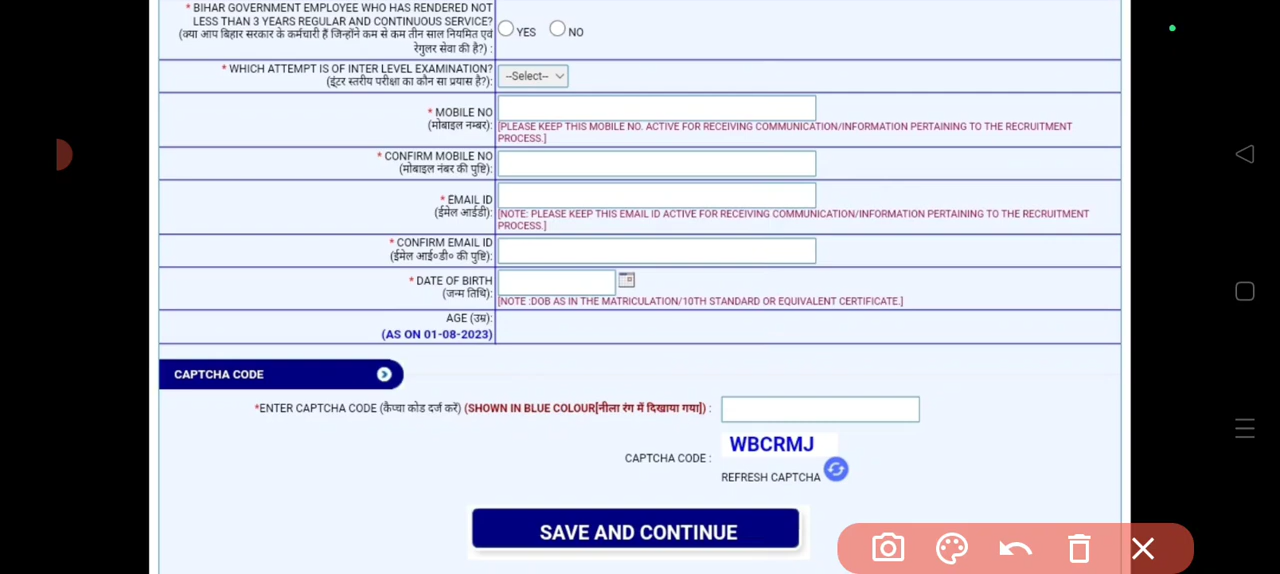 * BIHAR GOVERNMENT EMPLOYEE WHO HAS RENDERED NOT
LESS THAN 3 YEARS REGULAR AND CONTINUOUS SERVICE?
(क्या आप बिहार सरकार के कर्मचारी हैं जिन्होंने कम से कम तीन साल नियमित एवं
रेगुलर सेवा की है?) :
YES NO
* WHICH ATTEMPT IS OF INTER LEVEL EXAMINATION?
(इंटर स्तरीय परीक्षा का कौन सा प्रयास है?):
--Select--
* MOBILE NO
(मोबाइल नम्बर):
[PLEASE KEEP THIS MOBILE NO. ACTIVE FOR RECEIVING COMMUNICATION/INFORMATION PERTAINING TO THE RECRUITMENT
PROCESS.]
* CONFIRM MOBILE NO
(मोबाइल नंबर की पुष्टि):
* EMAIL ID
(ईमेल आईडी):
[NOTE: PLEASE KEEP THIS EMAIL ID ACTIVE FOR RECEIVING COMMUNICATION/INFORMATION PERTAINING TO THE RECRUITMENT
PROCESS.]
* CONFIRM EMAIL ID
(ईमेल आई०डी० की पुष्टि):
* DATE OF BIRTH
(जन्म तिथि):
[NOTE :DOB AS IN THE MATRICULATION/10TH STANDARD OR EQUIVALENT CERTIFICATE.]
AGE (उम्र):
(AS ON 01-08-2023)
CAPTCHA CODE
*ENTER CAPTCHA CODE (कैप्चा कोड दर्ज करें) (SHOWN IN BLUE COLOUR[नीला रंग में दिखाया गया]) :
WBCRMJ
CAPTCHA CODE :
REFRESH CAPTCHA
SAVE AND CONTINUE